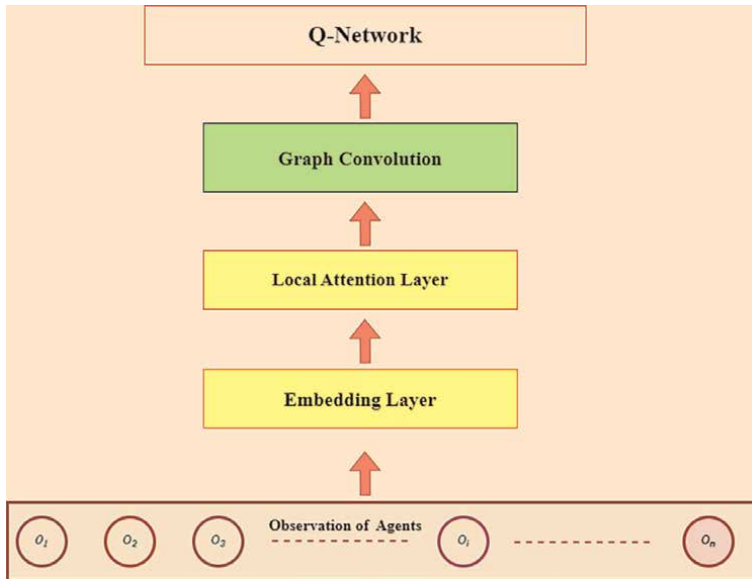 Q-Network
Graph Convolution
Local Attention Layer
Embedding Layer
Observation of Agents
O1 O2 O3 Oi On